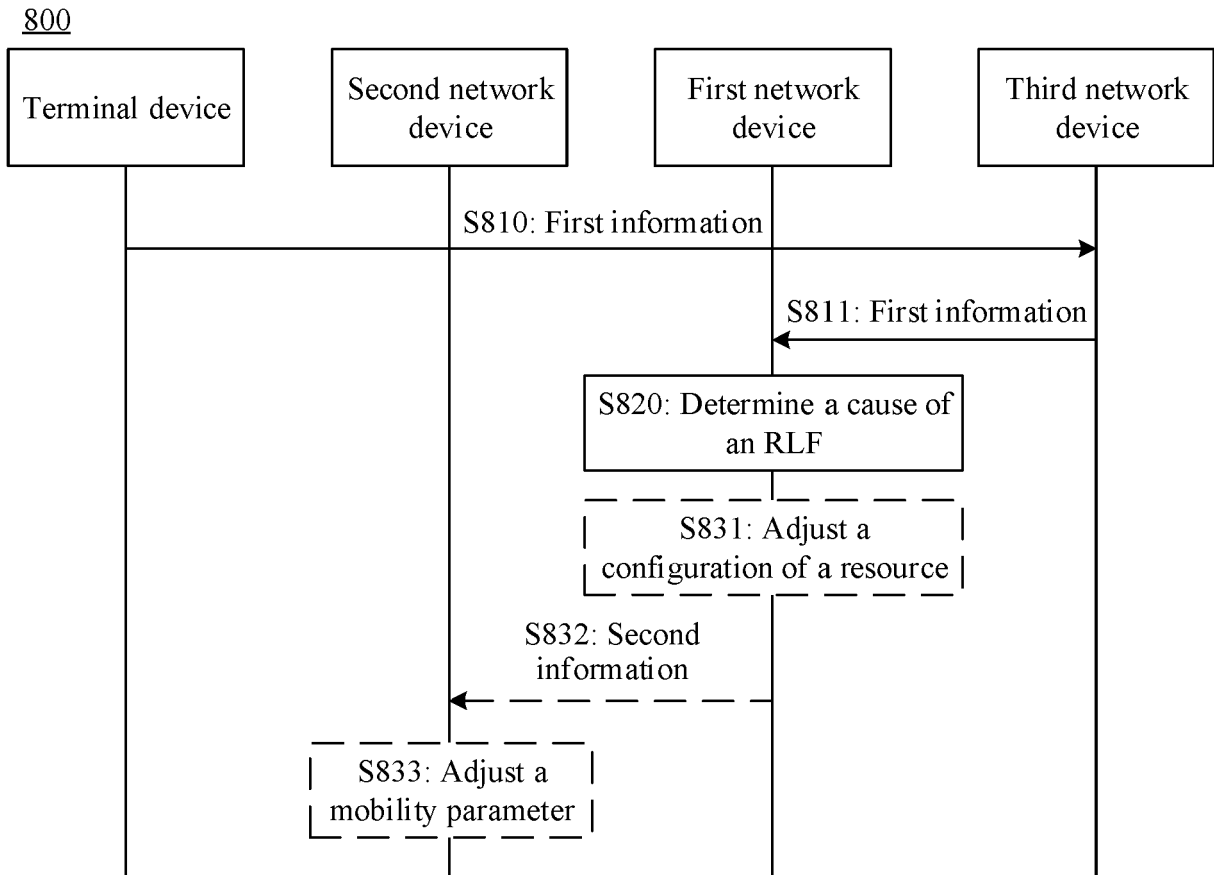 800
Terminal device
Second network
device
First network
device
Third network
device
S810: First information
S811: First information
S820: Determine a cause of
an RLF
S831: Adjust a
configuration of a resource
S832: Second
information
S833: Adjust a
mobility parameter